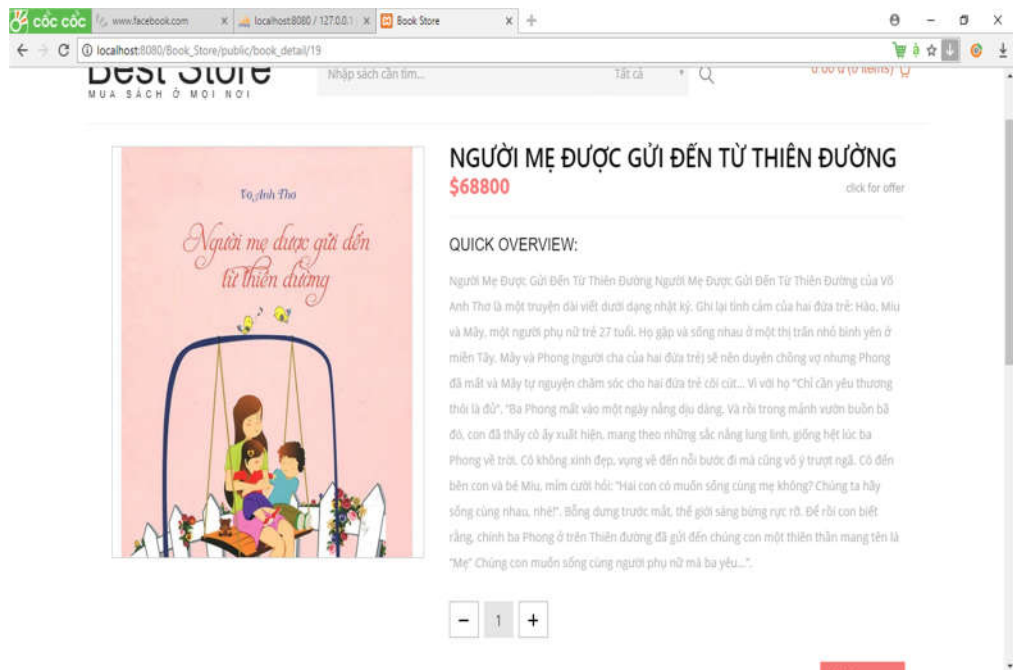 cốc cốc www.facebook.com localhost:8080 / 127.0.0.1 Book Store
localhost:8080/Book_Store/public/book_detail/19
Best Store
MUA SÁCH Ở MỌI NƠI
Nhập sách cần tìm...
Tất cả
0.00 đ (0 items)
Võ Anh Thơ
Người mẹ được gửi đến
từ thiên đường
NGƯỜI MẸ ĐƯỢC GỬI ĐẾN TỪ THIÊN ĐƯỜNG
$68800
click for offer
QUICK OVERVIEW:
Người Mẹ Được Gửi Đến Từ Thiên Đường Người Mẹ Được Gửi Đến Từ Thiên Đường của Võ
Anh Thơ là một truyện dài viết dưới dạng nhật ký. Ghi lại tình cảm của hai đứa trẻ: Hào, Miu
và Mây, một người phụ nữ trẻ 27 tuổi. Họ gặp và sống nhau ở một thị trấn nhỏ bình yên ở
miền Tây. Mây và Phong (người cha của hai đứa trẻ) sẽ nên duyên chồng vợ nhưng Phong
đã mất và Mây tự nguyện chăm sóc cho hai đứa trẻ côi cút... Vì với họ "Chỉ cần yêu thương
thôi là đủ". "Ba Phong mất vào một ngày nắng dịu dàng. Và rồi trong mảnh vườn buồn bã
đó, con đã thấy cô ấy xuất hiện, mang theo những sắc nắng lung linh, giống hệt lúc ba
Phong về trời. Cô không xinh đẹp, vụng về đến nỗi bước đi mà cũng vô ý trượt ngã. Cô đến
bên con và bé Miu, mỉm cười hỏi: "Hai con có muốn sống cùng mẹ không? Chúng ta hãy
sống cùng nhau, nhé!". Bỗng dưng trước mắt, thế giới sáng bừng rực rỡ. Để rồi con biết
rằng, chính ba Phong ở trên Thiên đường đã gửi đến chúng con một thiên thần mang tên là
"Mẹ" Chúng con muốn sống cùng người phụ nữ mà ba yêu...".
- 1 +